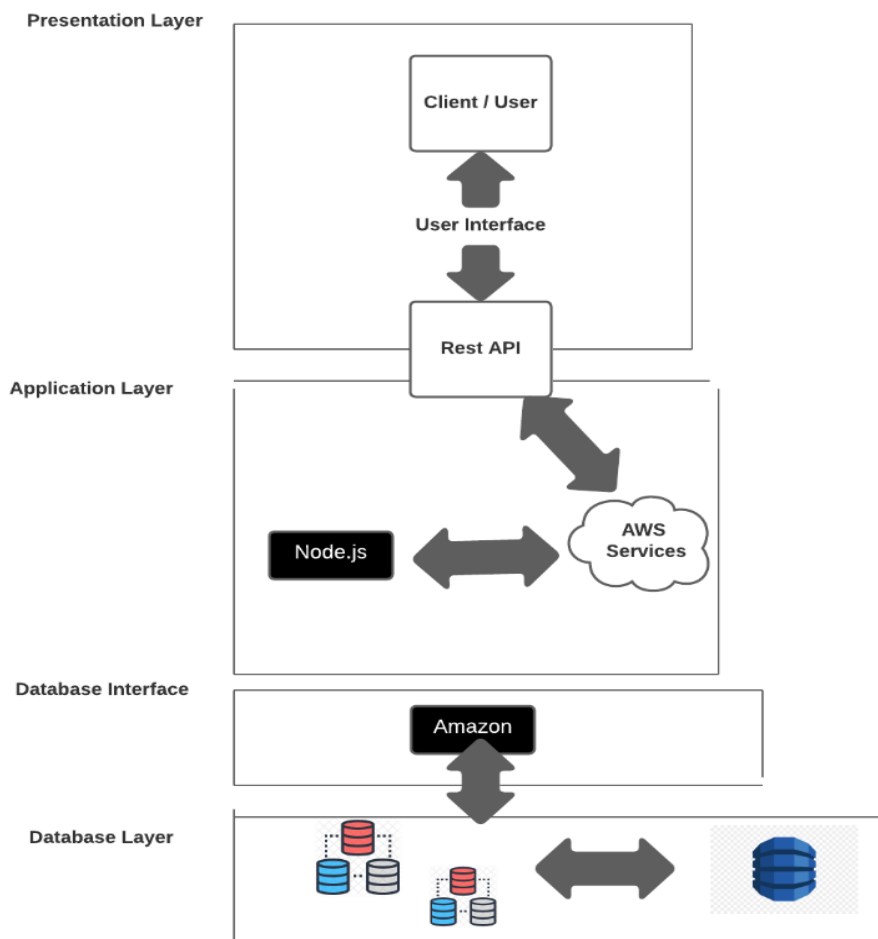 Presentation Layer
Client / User
User Interface
Rest API
Application Layer
AWS
Services
Node.js
Database Interface
Amazon
Database Layer